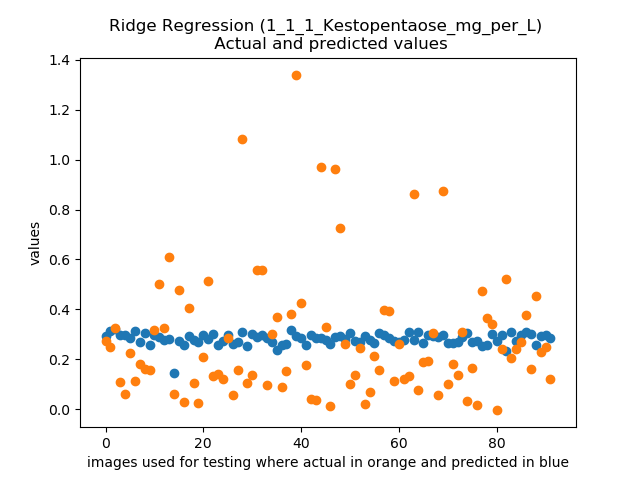 Ridge Regression (1_1_1_Kestopentaose_mg_per_L)
Actual and predicted values
1.4
1.2
1.0
0.8
0.6
0.4
0.2
0.0
values
0 20 40 60 80
images used for testing where actual in orange and predicted in blue